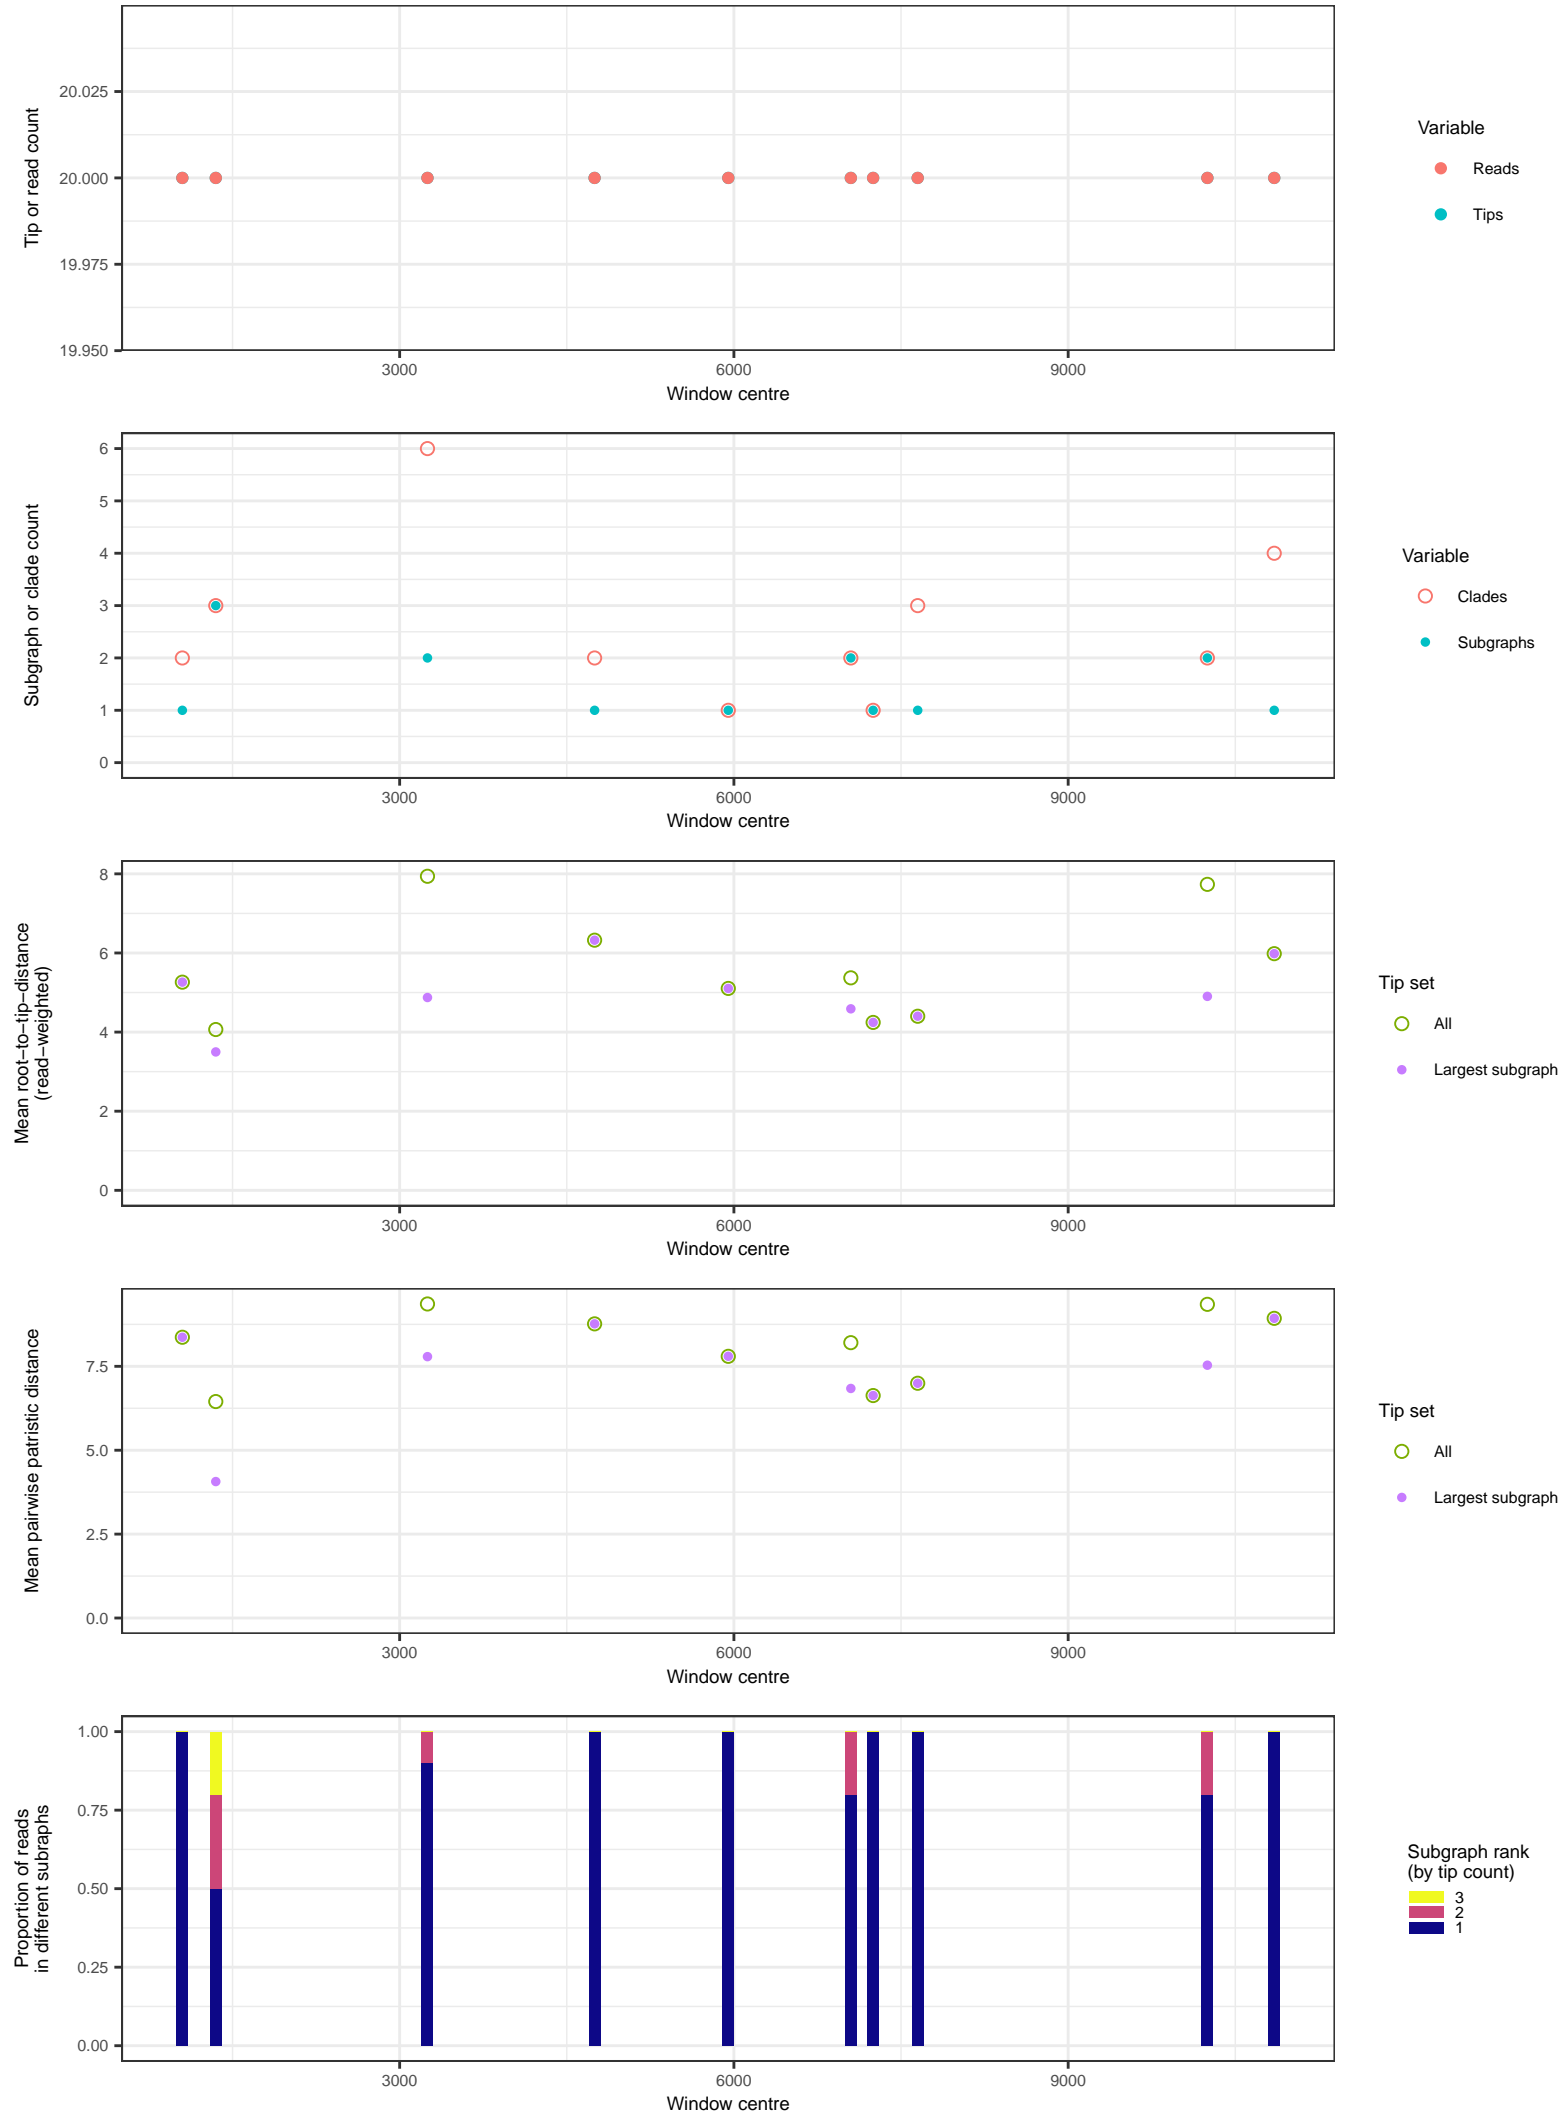 Tip or read count
20.025
20.000
19.975
19.950
3000
6000
9000
Window centre
Variable
Reads
Tips
Subgraph or clade count
6
5
4
3
2
1
0
3000
6000
9000
Window centre
Variable
Clades
Subgraphs
Mean root−to−tip−distance
(read−weighted)
8
6
4
2
0
3000
6000
9000
Window centre
Tip set
All
Largest subgraph
Mean pairwise patristic distance
7.5
5.0
2.5
0.0
3000
6000
9000
Window centre
Tip set
All
Largest subgraph
Proportion of reads
in different subraphs
1.00
0.75
0.50
0.25
0.00
3000
6000
9000
Window centre
Subgraph rank
(by tip count)
3
2
1